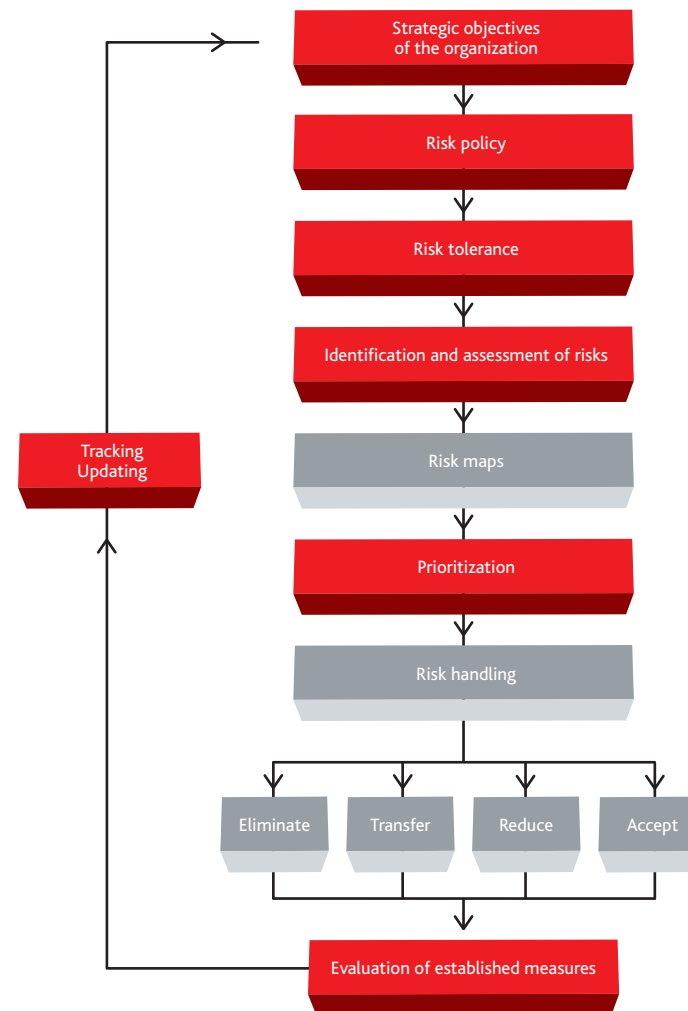 Strategic objectives
of the organization
Risk policy
Risk tolerance
Identification and assessment of risks
Tracking
Updating
Risk maps
Prioritization
Risk handling
Eliminate
Transfer
Reduce
Accept
Evaluation of established measures